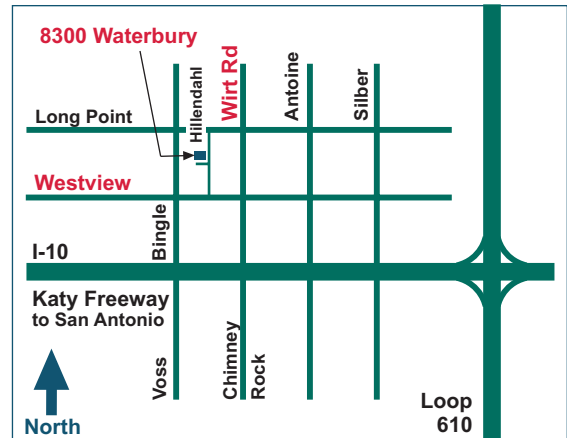 8300 Waterbury
Hillendahl
Wirt Rd
Antoine
Silber
Long Point
Westview
Bingle
I-10
Katy Freeway
to San Antonio
Voss
Chimney
Rock
Loop
610
North